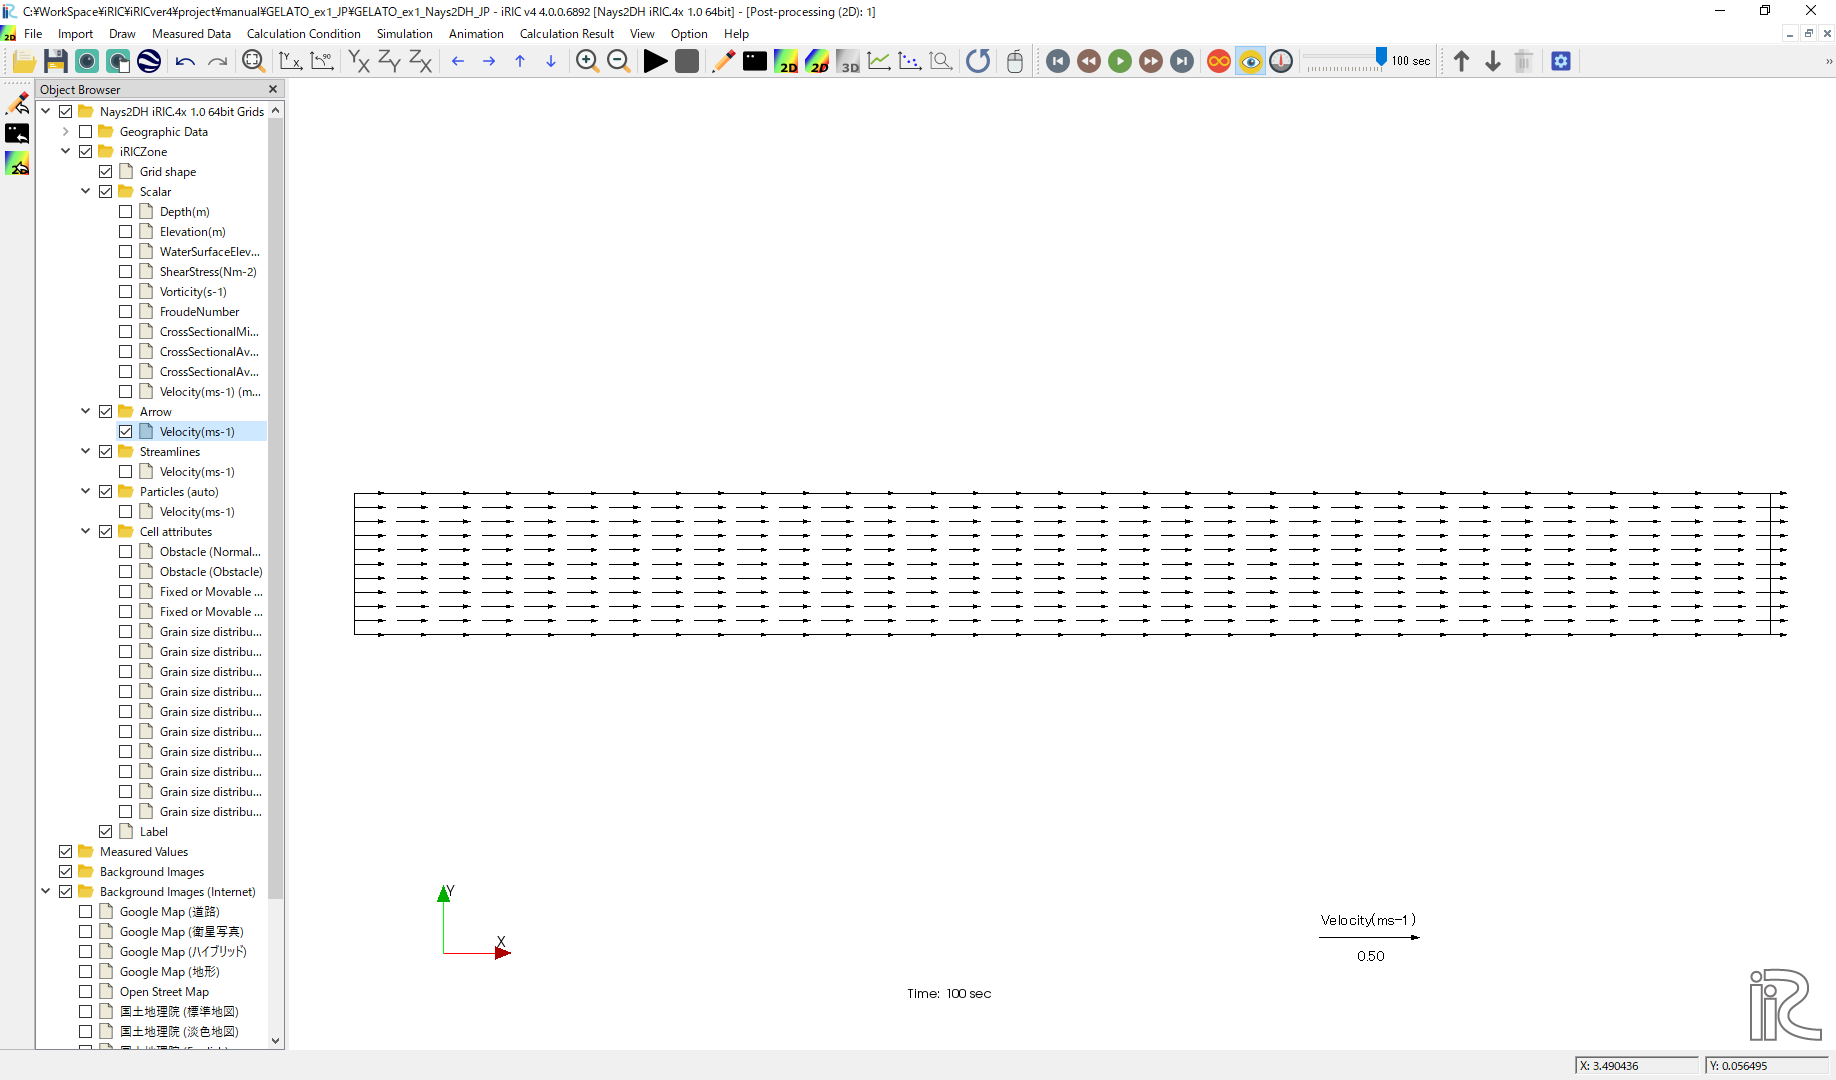 C:¥WorkSpace¥iRIC¥iRICver4¥project¥manual¥GELATO_ex1_JP¥GELATO_ex1_Nays2DH_JP - iRIC v4 4.0.0.6892 [Nays2DH iRIC.4x 1.0 64bit] - [Post-processing (2D): 1]
File Import Draw Measured Data Calculation Condition Simulation Animation Calculation Result View Option Help
100 sec
Object Browser
Nays2DH iRIC.4x 1.0 64bit Grids
Geographic Data
iRICZone
Grid shape
Scalar
Depth(m)
Elevation(m)
WaterSurfaceElev...
ShearStress(Nm-2)
Vorticity(s-1)
FroudeNumber
CrossSectionalMi...
CrossSectionalAv...
CrossSectionalAv...
Velocity(ms-1) (m...
Arrow
Velocity(ms-1)
Streamlines
Velocity(ms-1)
Particles (auto)
Velocity(ms-1)
Cell attributes
Obstacle (Normal...
Obstacle (Obstacle)
Fixed or Movable ...
Fixed or Movable ...
Grain size distribu...
Grain size distribu...
Grain size distribu...
Grain size distribu...
Grain size distribu...
Grain size distribu...
Grain size distribu...
Grain size distribu...
Grain size distribu...
Grain size distribu...
Label
Measured Values
Background Images
Background Images (Internet)
Google Map (道路)
Google Map (衛星写真)
Google Map (ハイブリッド)
Google Map (地形)
Open Street Map
国土地理院 (標準地図)
国土地理院 (淡色地図)
Y
X
Velocity(ms-1)
0.50
Time: 100 sec
iRIC
X: 3.490436
Y: 0.056495